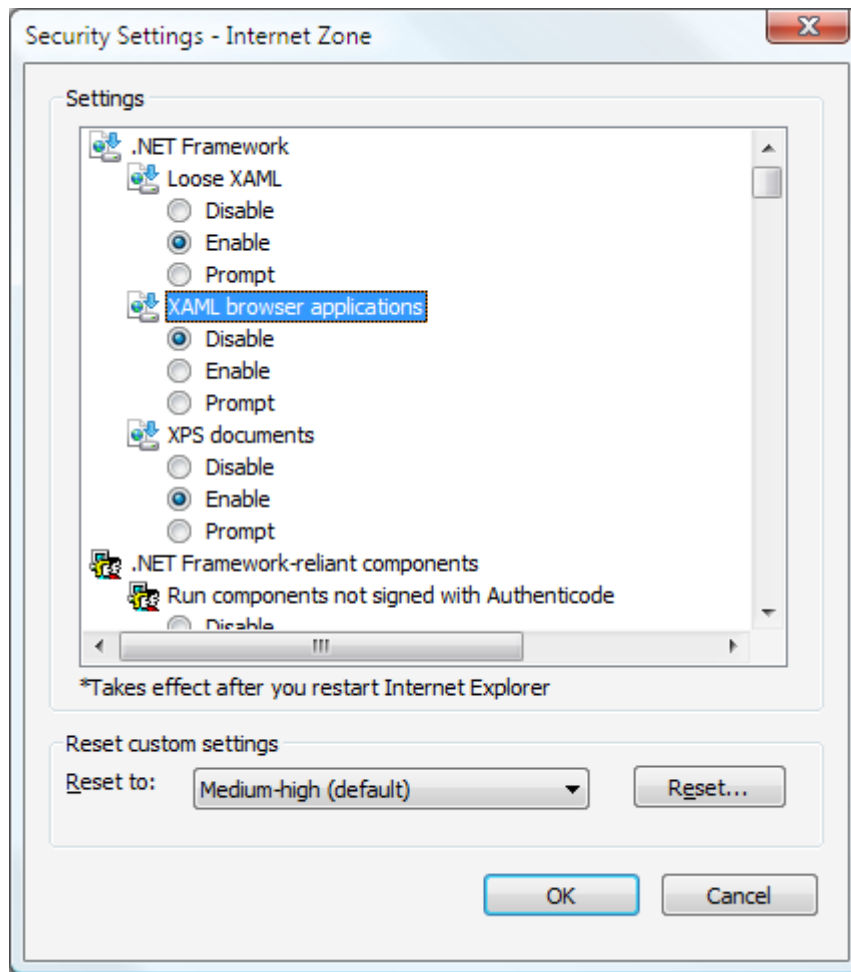 Security Settings - Internet Zone
Settings
.NET Framework
Loose XAML
Disable
Enable
Prompt
XAML browser applications
Disable
Enable
Prompt
XPS documents
Disable
Enable
Prompt
.NET Framework-reliant components
Run components not signed with Authenticode
Disable
*Takes effect after you restart Internet Explorer
Reset custom settings
Reset to: Medium-high (default) Reset...
OK Cancel